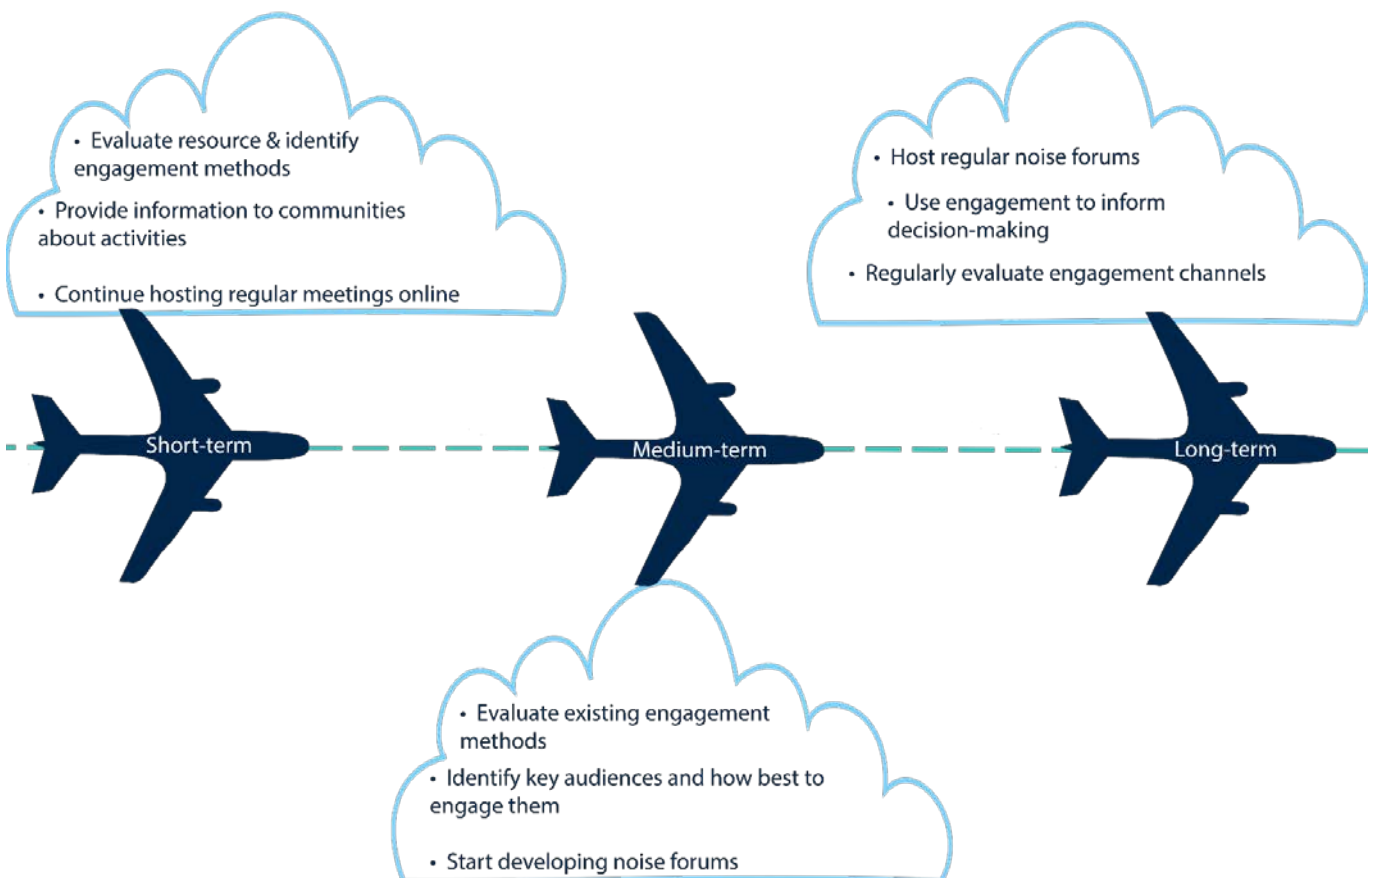 • Evaluate resource & identify
engagement methods
• Provide information to communities
about activities
• Continue hosting regular meetings online
• Host regular noise forums
• Use engagement to inform
decision-making
• Regularly evaluate engagement channels
Short-term
Medium-term
Long-term
• Evaluate existing engagement
methods
• Identify key audiences and how best to
engage them
• Start developing noise forums